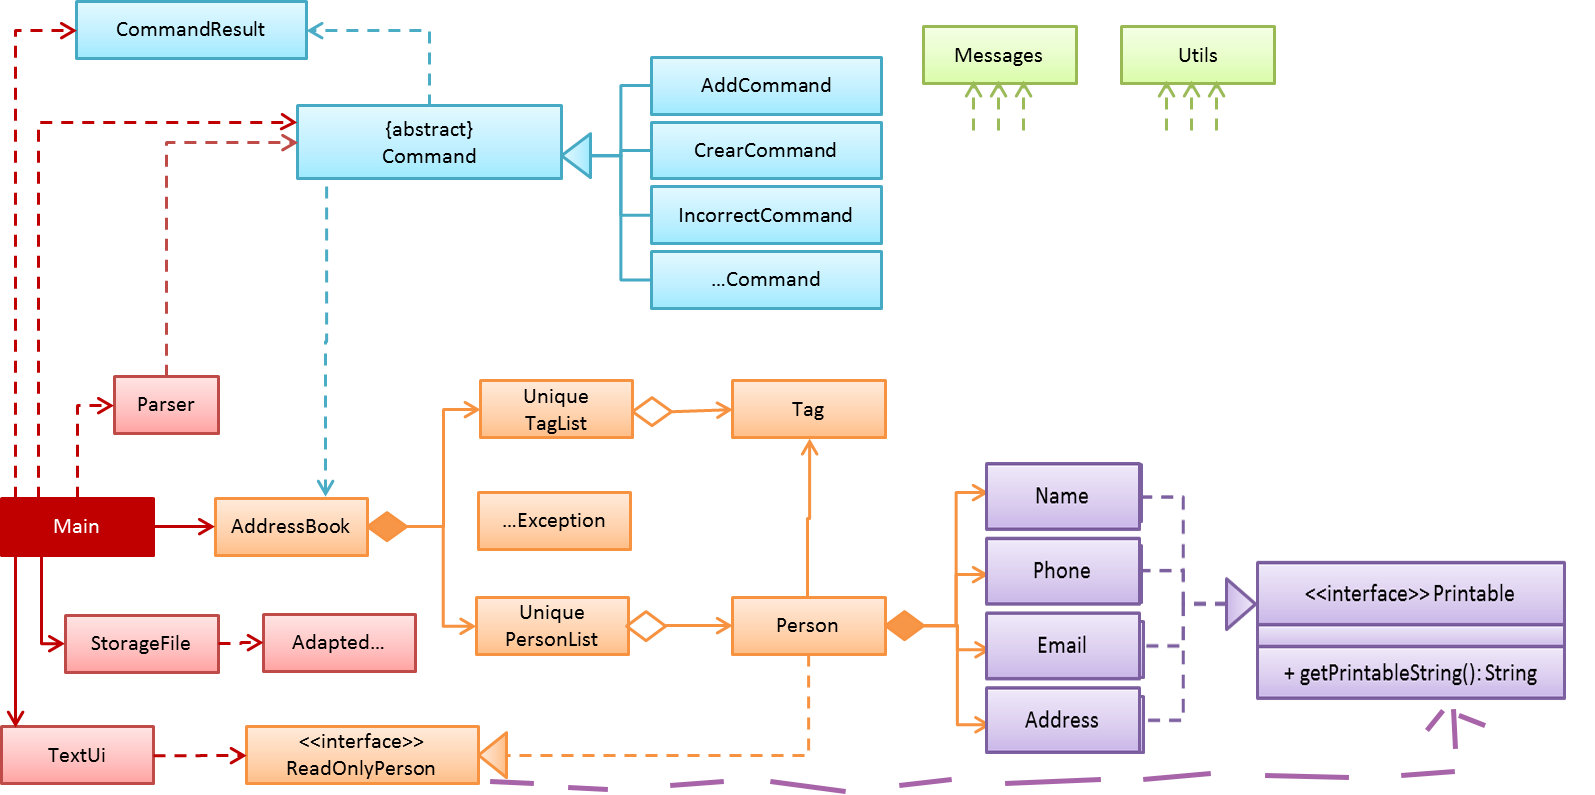 CommandResult
Messages
Utils
{abstract}
Command
AddCommand
CrearCommand
IncorrectCommand
...Command
Parser
Unique
TagList
Tag
Main
AddressBook
...Exception
Name
Phone
Email
Address
<<interface>> Printable
+ getPrintableString(): String
Unique
PersonList
Person
StorageFile
Adapted...
TextUi
<<interface>>
ReadOnlyPerson